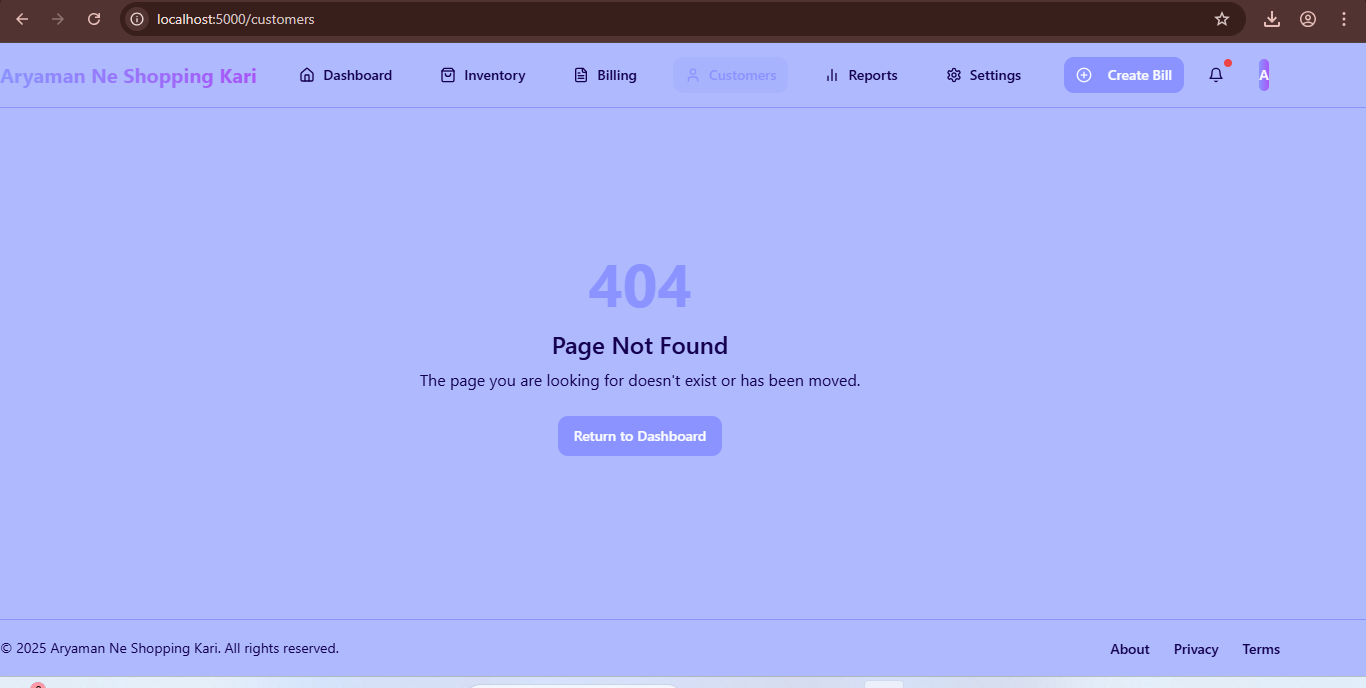 localhost:5000/customers
Aryaman Ne Shopping Kari Dashboard Inventory Billing Customers Reports Settings Create Bill A
404
Page Not Found
The page you are looking for doesn't exist or has been moved.
Return to Dashboard
© 2025 Aryaman Ne Shopping Kari. All rights reserved. About Privacy Terms